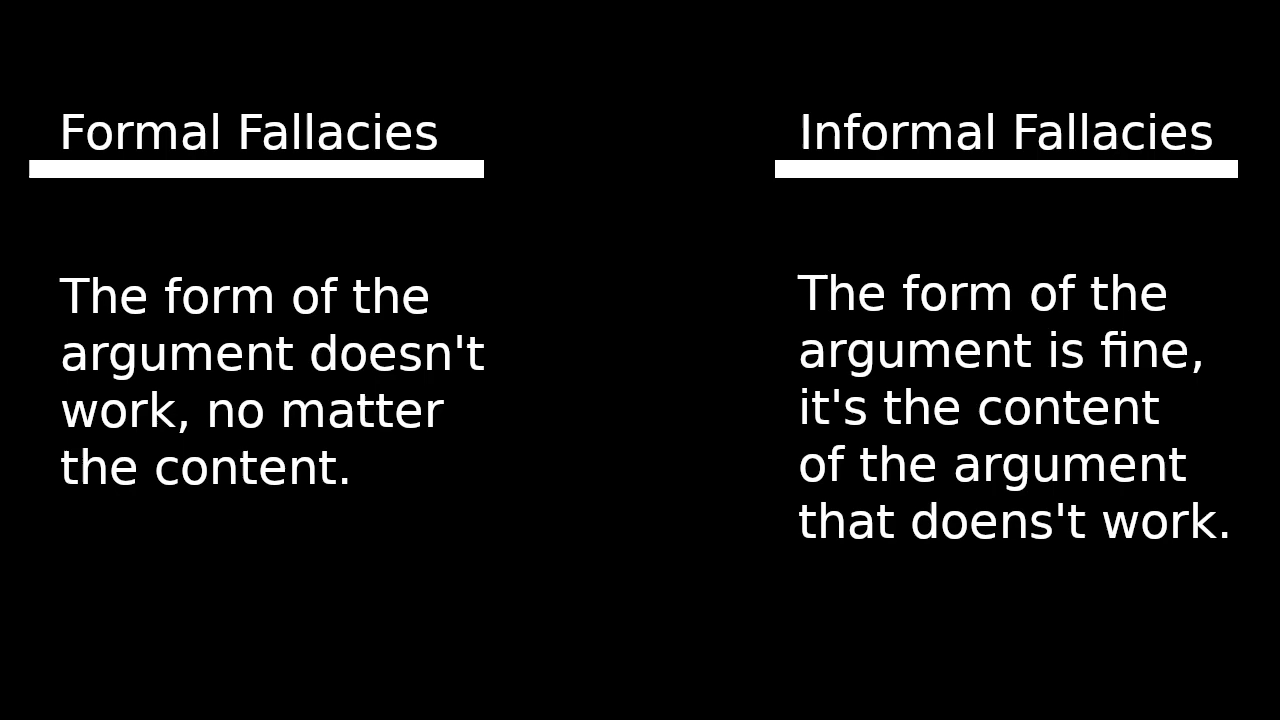 Formal Fallacies
The form of the
argument doesn't
work, no matter
the content.
Informal Fallacies
The form of the
argument is fine,
it's the content
of the argument
that doens't work.